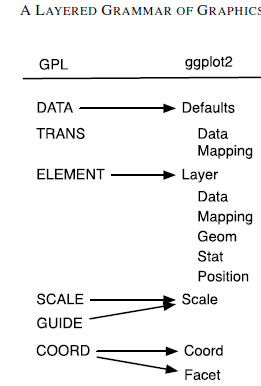 A LAYERED GRAMMAR OF GRAPHICS
GPL ggplot2
DATA Defaults
TRANS Data
Mapping
ELEMENT Layer
Data
Mapping
Geom
Stat
Position
SCALE Scale
GUIDE
COORD Coord
Facet